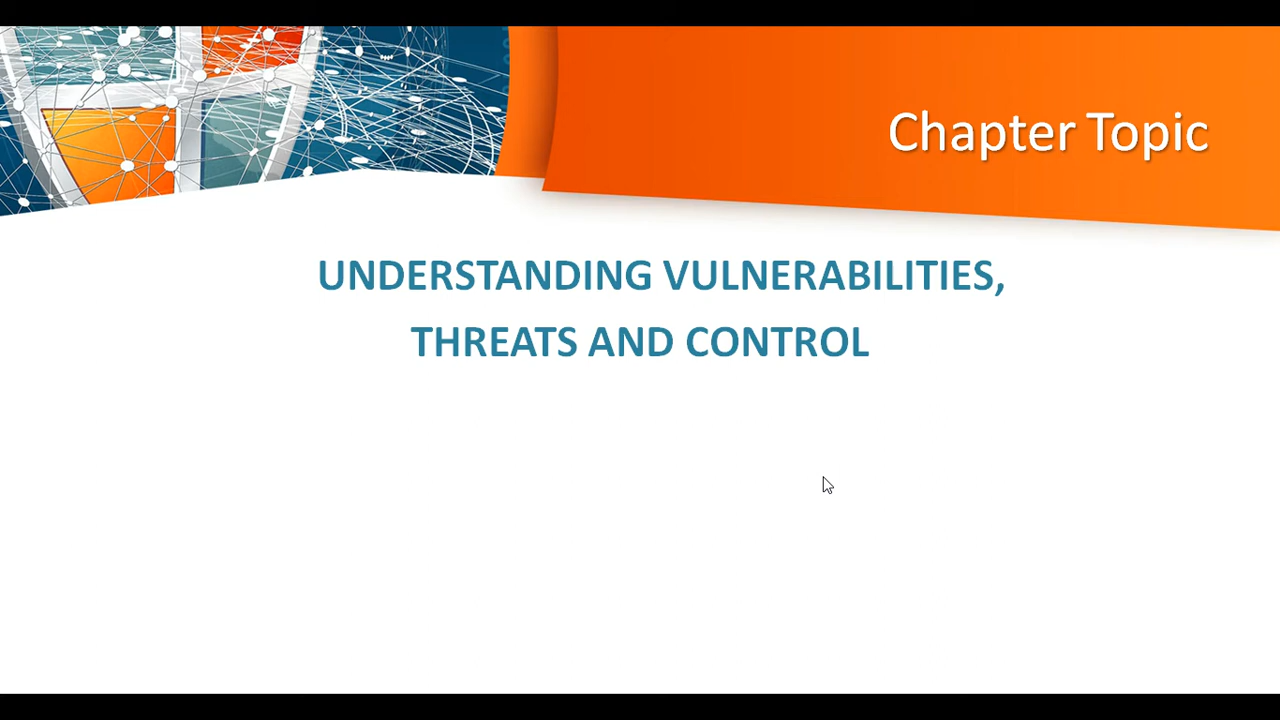 Chapter Topic
UNDERSTANDING VULNERABILITIES,
THREATS AND CONTROL